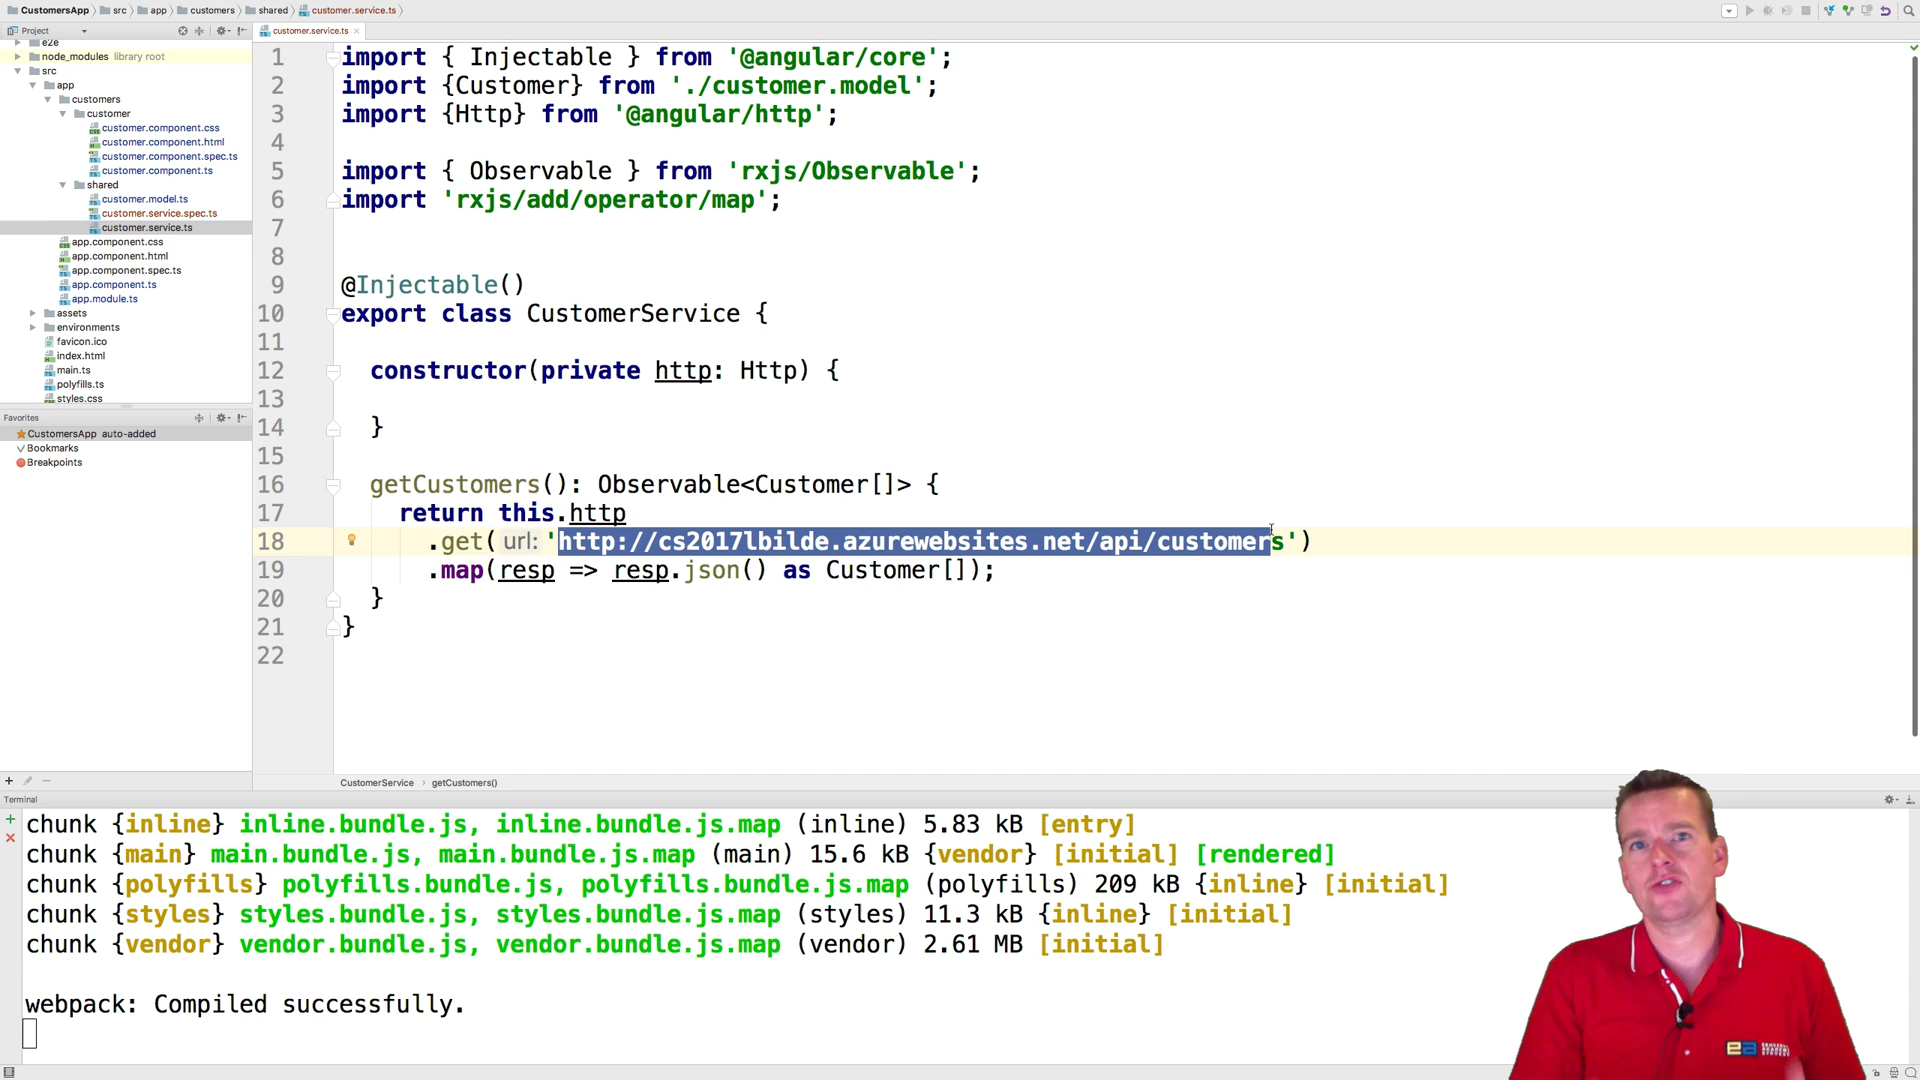 CustomersApp src app customers shared customer.service.ts
Project
customer.service.ts
e2e
node_modules library root
src
app
customers
customer
customer.component.css
customer.component.html
customer.component.spec.ts
customer.component.ts
shared
customer.model.ts
customer.service.spec.ts
customer.service.ts
app.component.css
app.component.html
app.component.spec.ts
app.component.ts
app.module.ts
assets
environments
favicon.ico
index.html
main.ts
polyfills.ts
styles.css
Favorites
CustomersApp auto-added
Bookmarks
Breakpoints
1 import { Injectable } from '@angular/core';
2 import {Customer} from './customer.model';
3 import {Http} from '@angular/http';
4
5 import { Observable } from 'rxjs/Observable';
6 import 'rxjs/add/operator/map';
7
8
9 @Injectable()
10 export class CustomerService {
11
12 constructor(private http: Http) {
13
14 }
15
16 getCustomers(): Observable<Customer[]> {
17 return this.http
18 .get( url: 'http://cs2017lbilde.azurewebsites.net/api/customers')
19 .map(resp => resp.json() as Customer[]);
20 }
21 }
22
CustomerService › getCustomers()
Terminal
chunk {inline} inline.bundle.js, inline.bundle.js.map (inline) 5.83 kB [entry]
chunk {main} main.bundle.js, main.bundle.js.map (main) 15.6 kB {vendor} [initial] [rendered]
chunk {polyfills} polyfills.bundle.js, polyfills.bundle.js.map (polyfills) 209 kB {inline} [initial]
chunk {styles} styles.bundle.js, styles.bundle.js.map (styles) 11.3 kB {inline} [initial]
chunk {vendor} vendor.bundle.js, vendor.bundle.js.map (vendor) 2.61 MB [initial]
webpack: Compiled successfully.